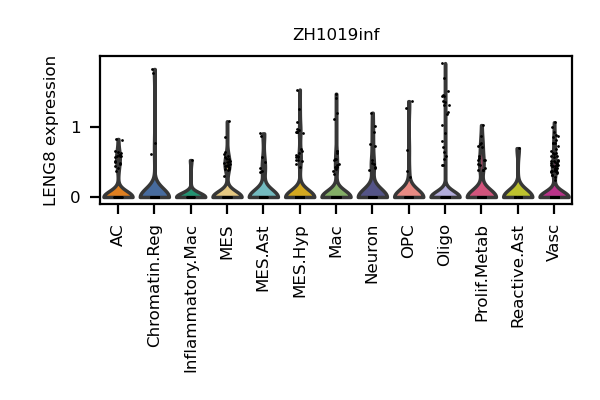 ZH1019inf
LENG8 expression
1
0
AC
Chromatin.Reg
Inflammatory.Mac
MES
MES.Ast
MES.Hyp
Mac
Neuron
OPC
Oligo
Prolif.Metab
Reactive.Ast
Vasc